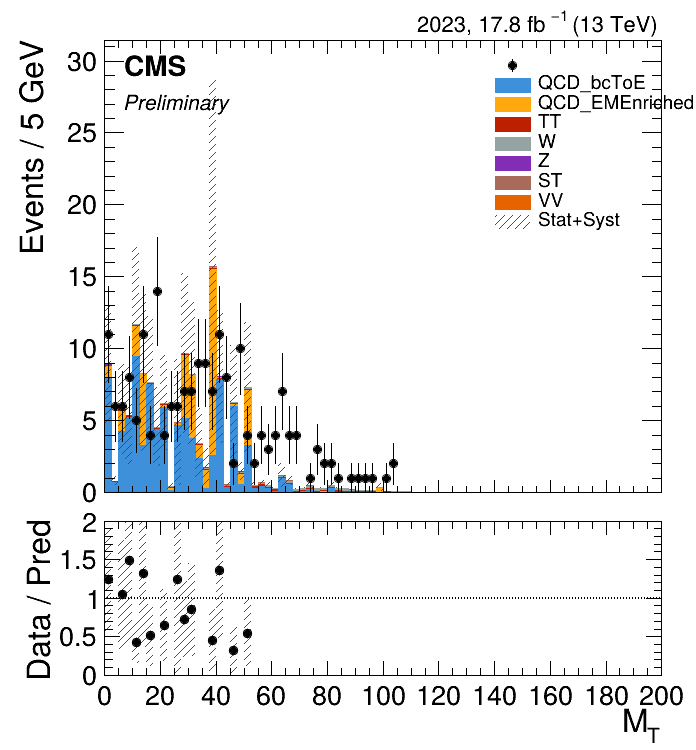 2023, 17.8 fb⁻¹ (13 TeV)
Events / 5 GeV
30
25
20
15
10
5
0
CMS
Preliminary
QCD_bcToE
QCD_EMEnriched
TT
W
Z
ST
VV
Stat+Syst
Data / Pred
2
1.5
1
0.5
0
0 20 40 60 80 100 120 140 160 180 200
M_T